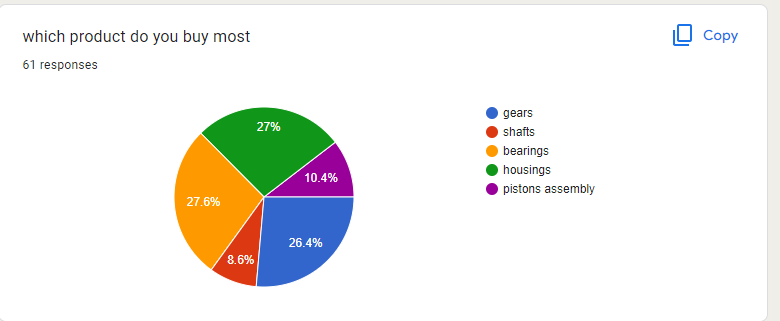 which product do you buy most
Copy
61 responses
27%
10.4%
27.6%
26.4%
8.6%
gears
shafts
bearings
housings
pistons assembly